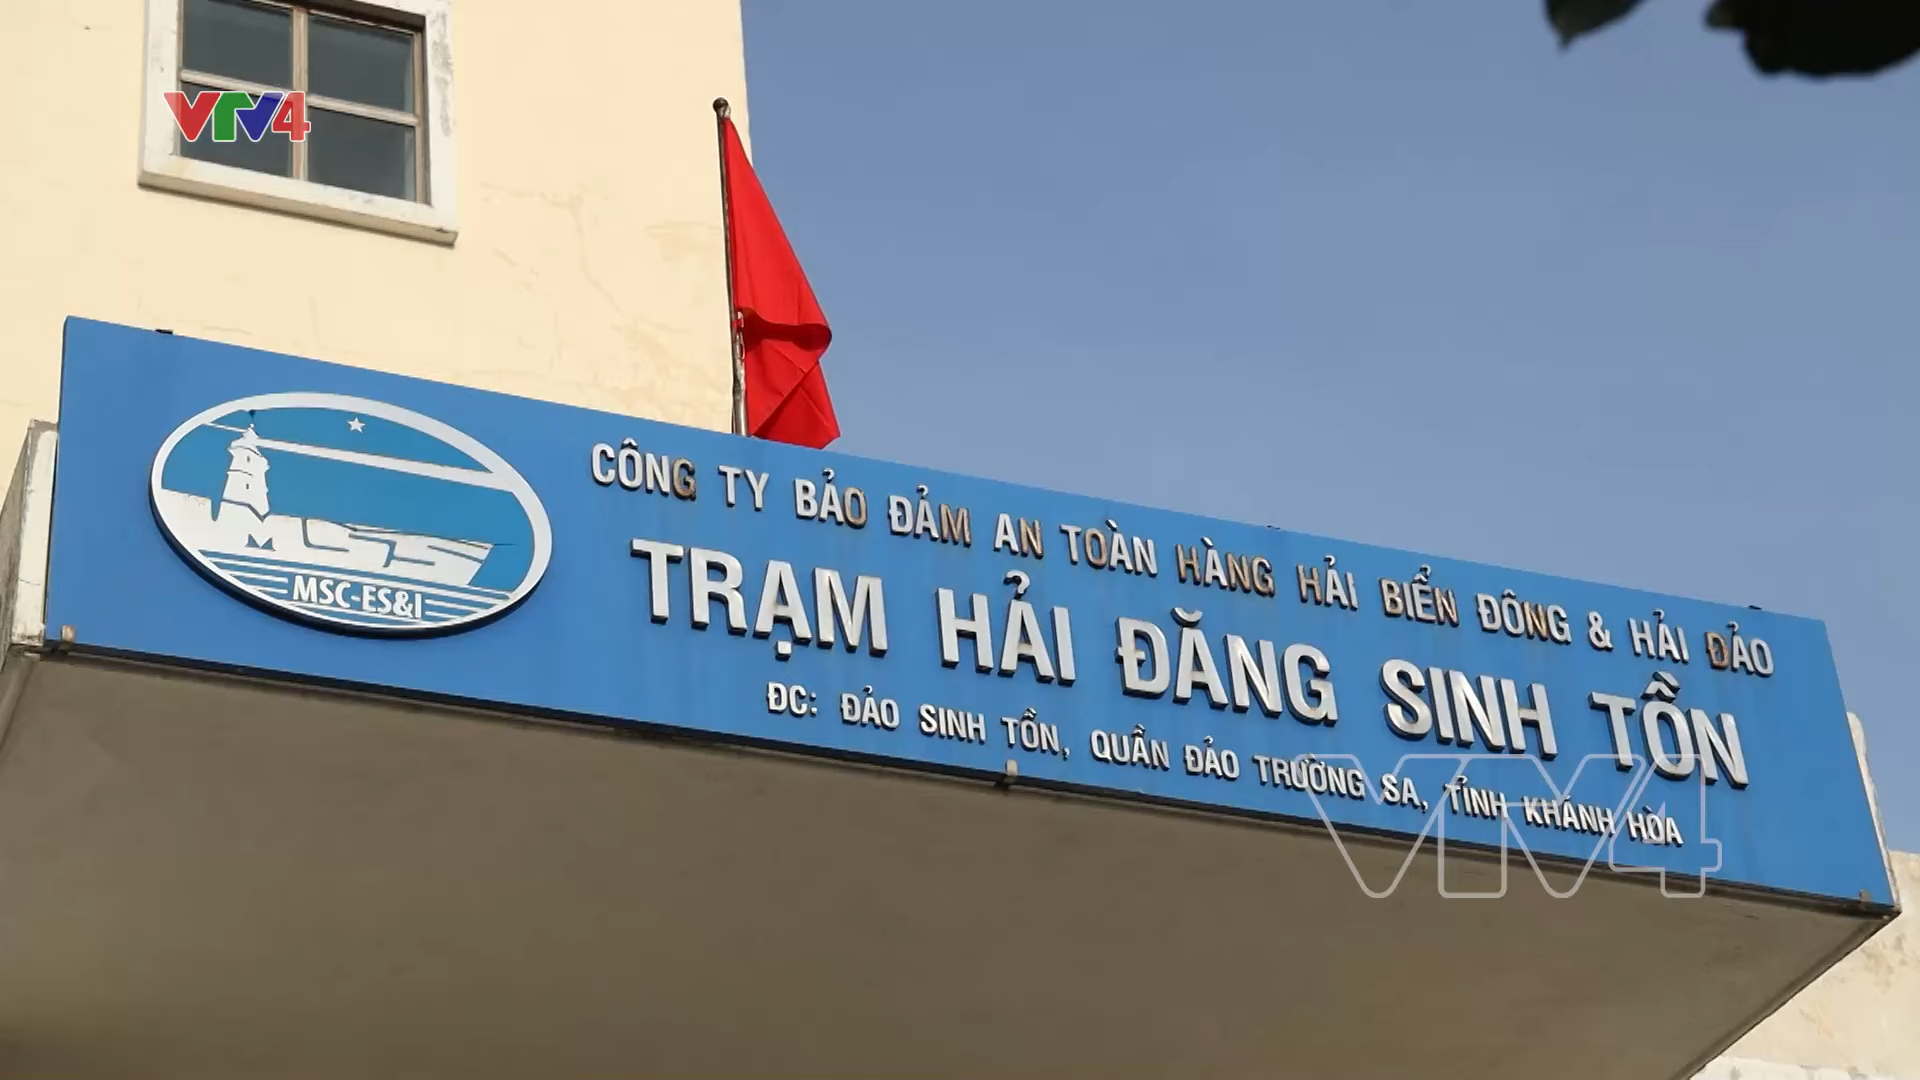 VTV4
CÔNG TY BẢO ĐẢM AN TOÀN HÀNG HẢI BIỂN ĐÔNG & HẢI ĐẢO
TRẠM HẢI ĐĂNG SINH TỒN
ĐC: ĐẢO SINH TỒN, QUẦN ĐẢO TRƯỜNG SA, TỈNH KHÁNH HÒA
MSS
MSC-ES&I
VTV4